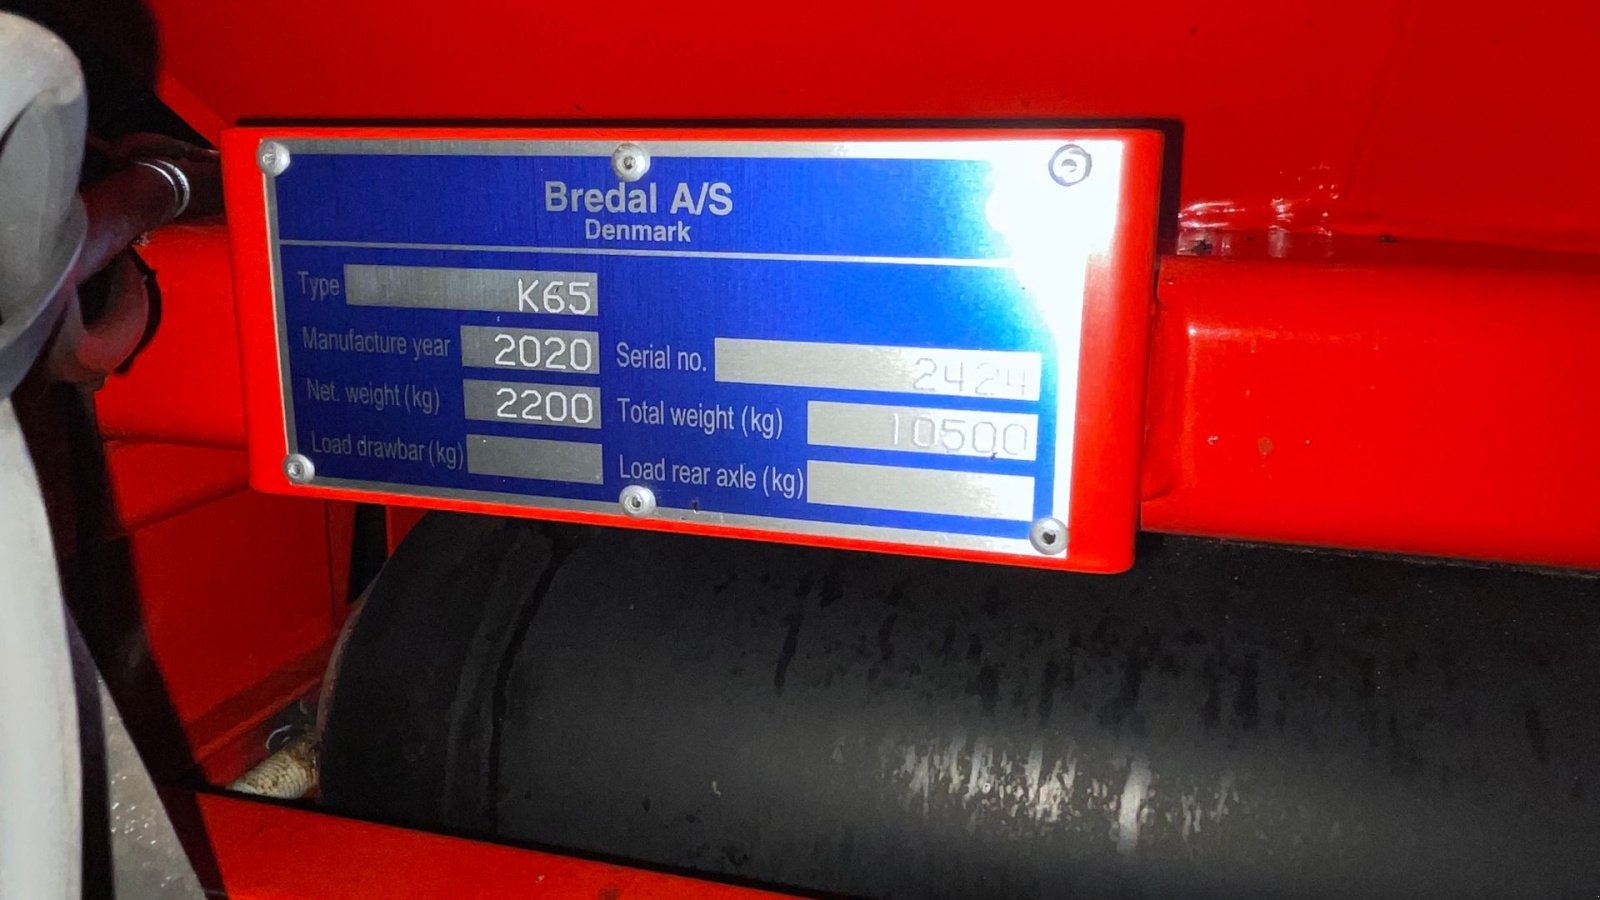 Bredal A/S
Denmark
Type K65
Manufacture year 2020 Serial no. 2424
Net. weight (kg) 2200 Total weight (kg) 10500
Load drawbar (kg) Load rear axle (kg)